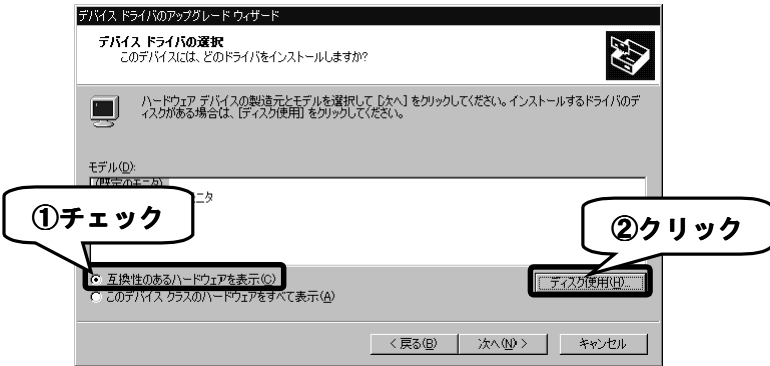 デバイス ドライバのアップグレード ウィザード
デバイス ドライバの選択
このデバイスには、どのドライバをインストールしますか?
ハードウェア デバイスの製造元とモデルを選択して [次へ] をクリックしてください。インストールするドライバのデ
ィスクがある場合は、[ディスク使用] をクリックしてください。
モデル(D):
(既定のモニタ)
ニタ
①チェック
②クリック
互換性のあるハードウェアを表示(C)
ディスク使用(H)...
このデバイス クラスのハードウェアをすべて表示(A)
< 戻る(B)
次へ(N) >
キャンセル